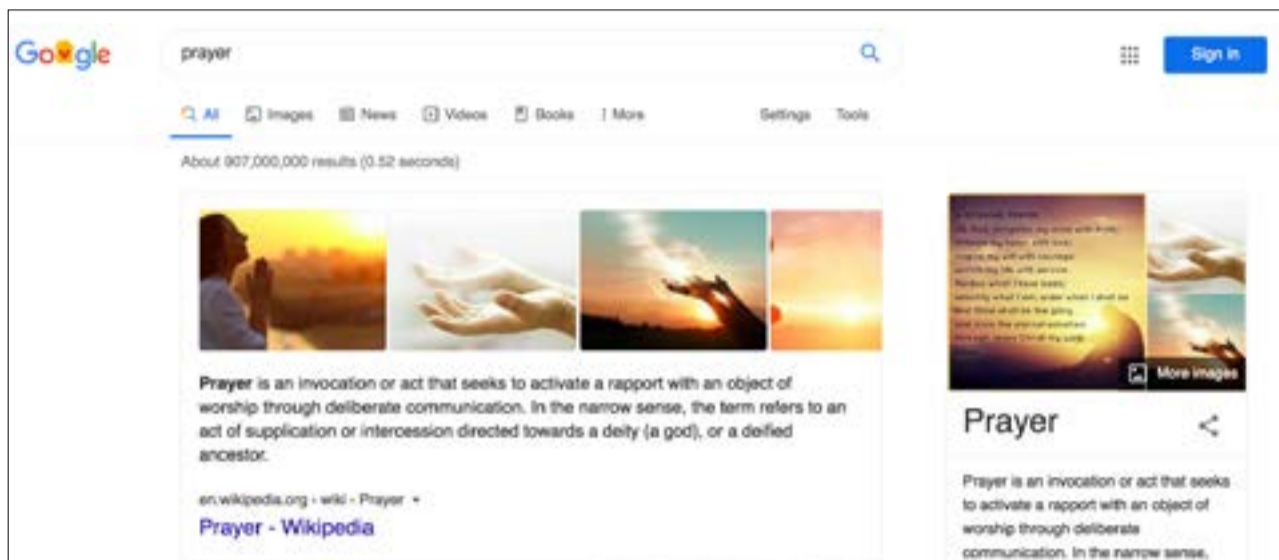 Google
prayer
Sign in
All Images News Videos Books More Settings Tools
About 907,000,000 results (0.52 seconds)
Prayer is an invocation or act that seeks to activate a rapport with an object of
worship through deliberate communication. In the narrow sense, the term refers to an
act of supplication or intercession directed towards a deity (a god), or a deified
ancestor.
en.wikipedia.org › wiki › Prayer
Prayer - Wikipedia
More images
Prayer
Prayer is an invocation or act that seeks
to activate a rapport with an object of
worship through deliberate
communication. In the narrow sense,